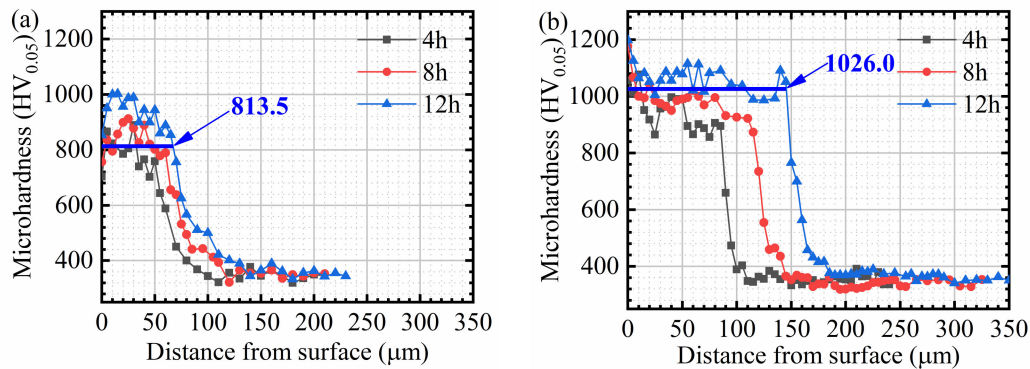 (a)
1200
1000
800
600
400
Microhardness (HV0.05)
4h
8h
12h
813.5
0 50 100 150 200 250 300 350
Distance from surface (μm)
(b)
1200
1000
800
600
400
Microhardness (HV0.05)
4h
8h
12h
1026.0
0 50 100 150 200 250 300 350
Distance from surface (μm)